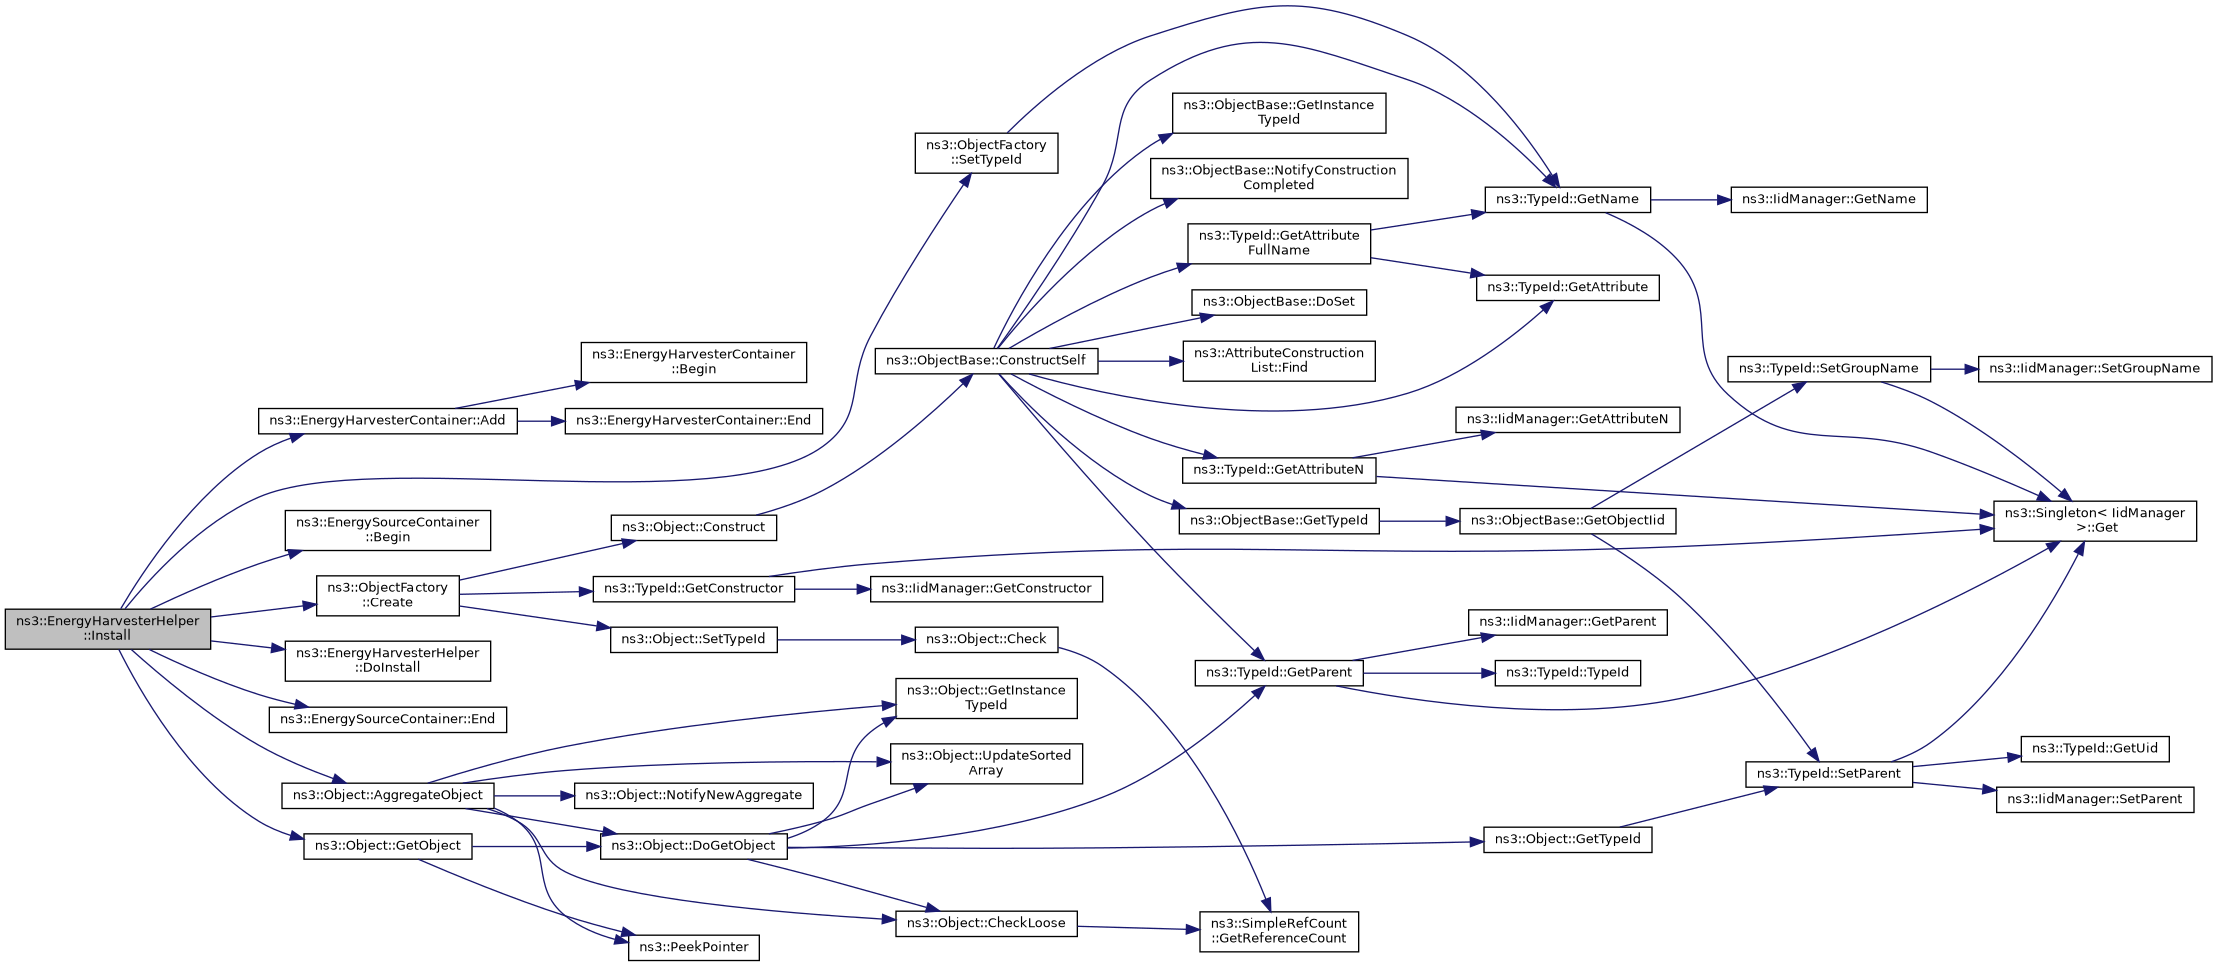 ns3::EnergyHarvesterHelper
::Install
ns3::EnergyHarvesterContainer::Add
ns3::EnergySourceContainer
::Begin
ns3::ObjectFactory
::Create
ns3::EnergyHarvesterHelper
::DoInstall
ns3::EnergySourceContainer::End
ns3::Object::AggregateObject
ns3::Object::GetObject
ns3::EnergyHarvesterContainer
::Begin
ns3::EnergyHarvesterContainer::End
ns3::Object::Construct
ns3::TypeId::GetConstructor
ns3::Object::SetTypeId
ns3::Object::NotifyNewAggregate
ns3::Object::DoGetObject
ns3::PeekPointer
ns3::ObjectFactory
::SetTypeId
ns3::ObjectBase::ConstructSelf
ns3::IidManager::GetConstructor
ns3::Object::Check
ns3::Object::GetInstance
TypeId
ns3::Object::UpdateSorted
Array
ns3::Object::CheckLoose
ns3::ObjectBase::GetInstance
TypeId
ns3::ObjectBase::NotifyConstruction
Completed
ns3::TypeId::GetAttribute
FullName
ns3::ObjectBase::DoSet
ns3::AttributeConstruction
List::Find
ns3::TypeId::GetAttributeN
ns3::ObjectBase::GetTypeId
ns3::TypeId::GetParent
ns3::SimpleRefCount
::GetReferenceCount
ns3::TypeId::GetName
ns3::TypeId::GetAttribute
ns3::IidManager::GetAttributeN
ns3::ObjectBase::GetObjectIid
ns3::IidManager::GetParent
ns3::TypeId::TypeId
ns3::Object::GetTypeId
ns3::IidManager::GetName
ns3::TypeId::SetGroupName
ns3::TypeId::SetParent
ns3::IidManager::SetGroupName
ns3::Singleton< IidManager
>::Get
ns3::TypeId::GetUid
ns3::IidManager::SetParent